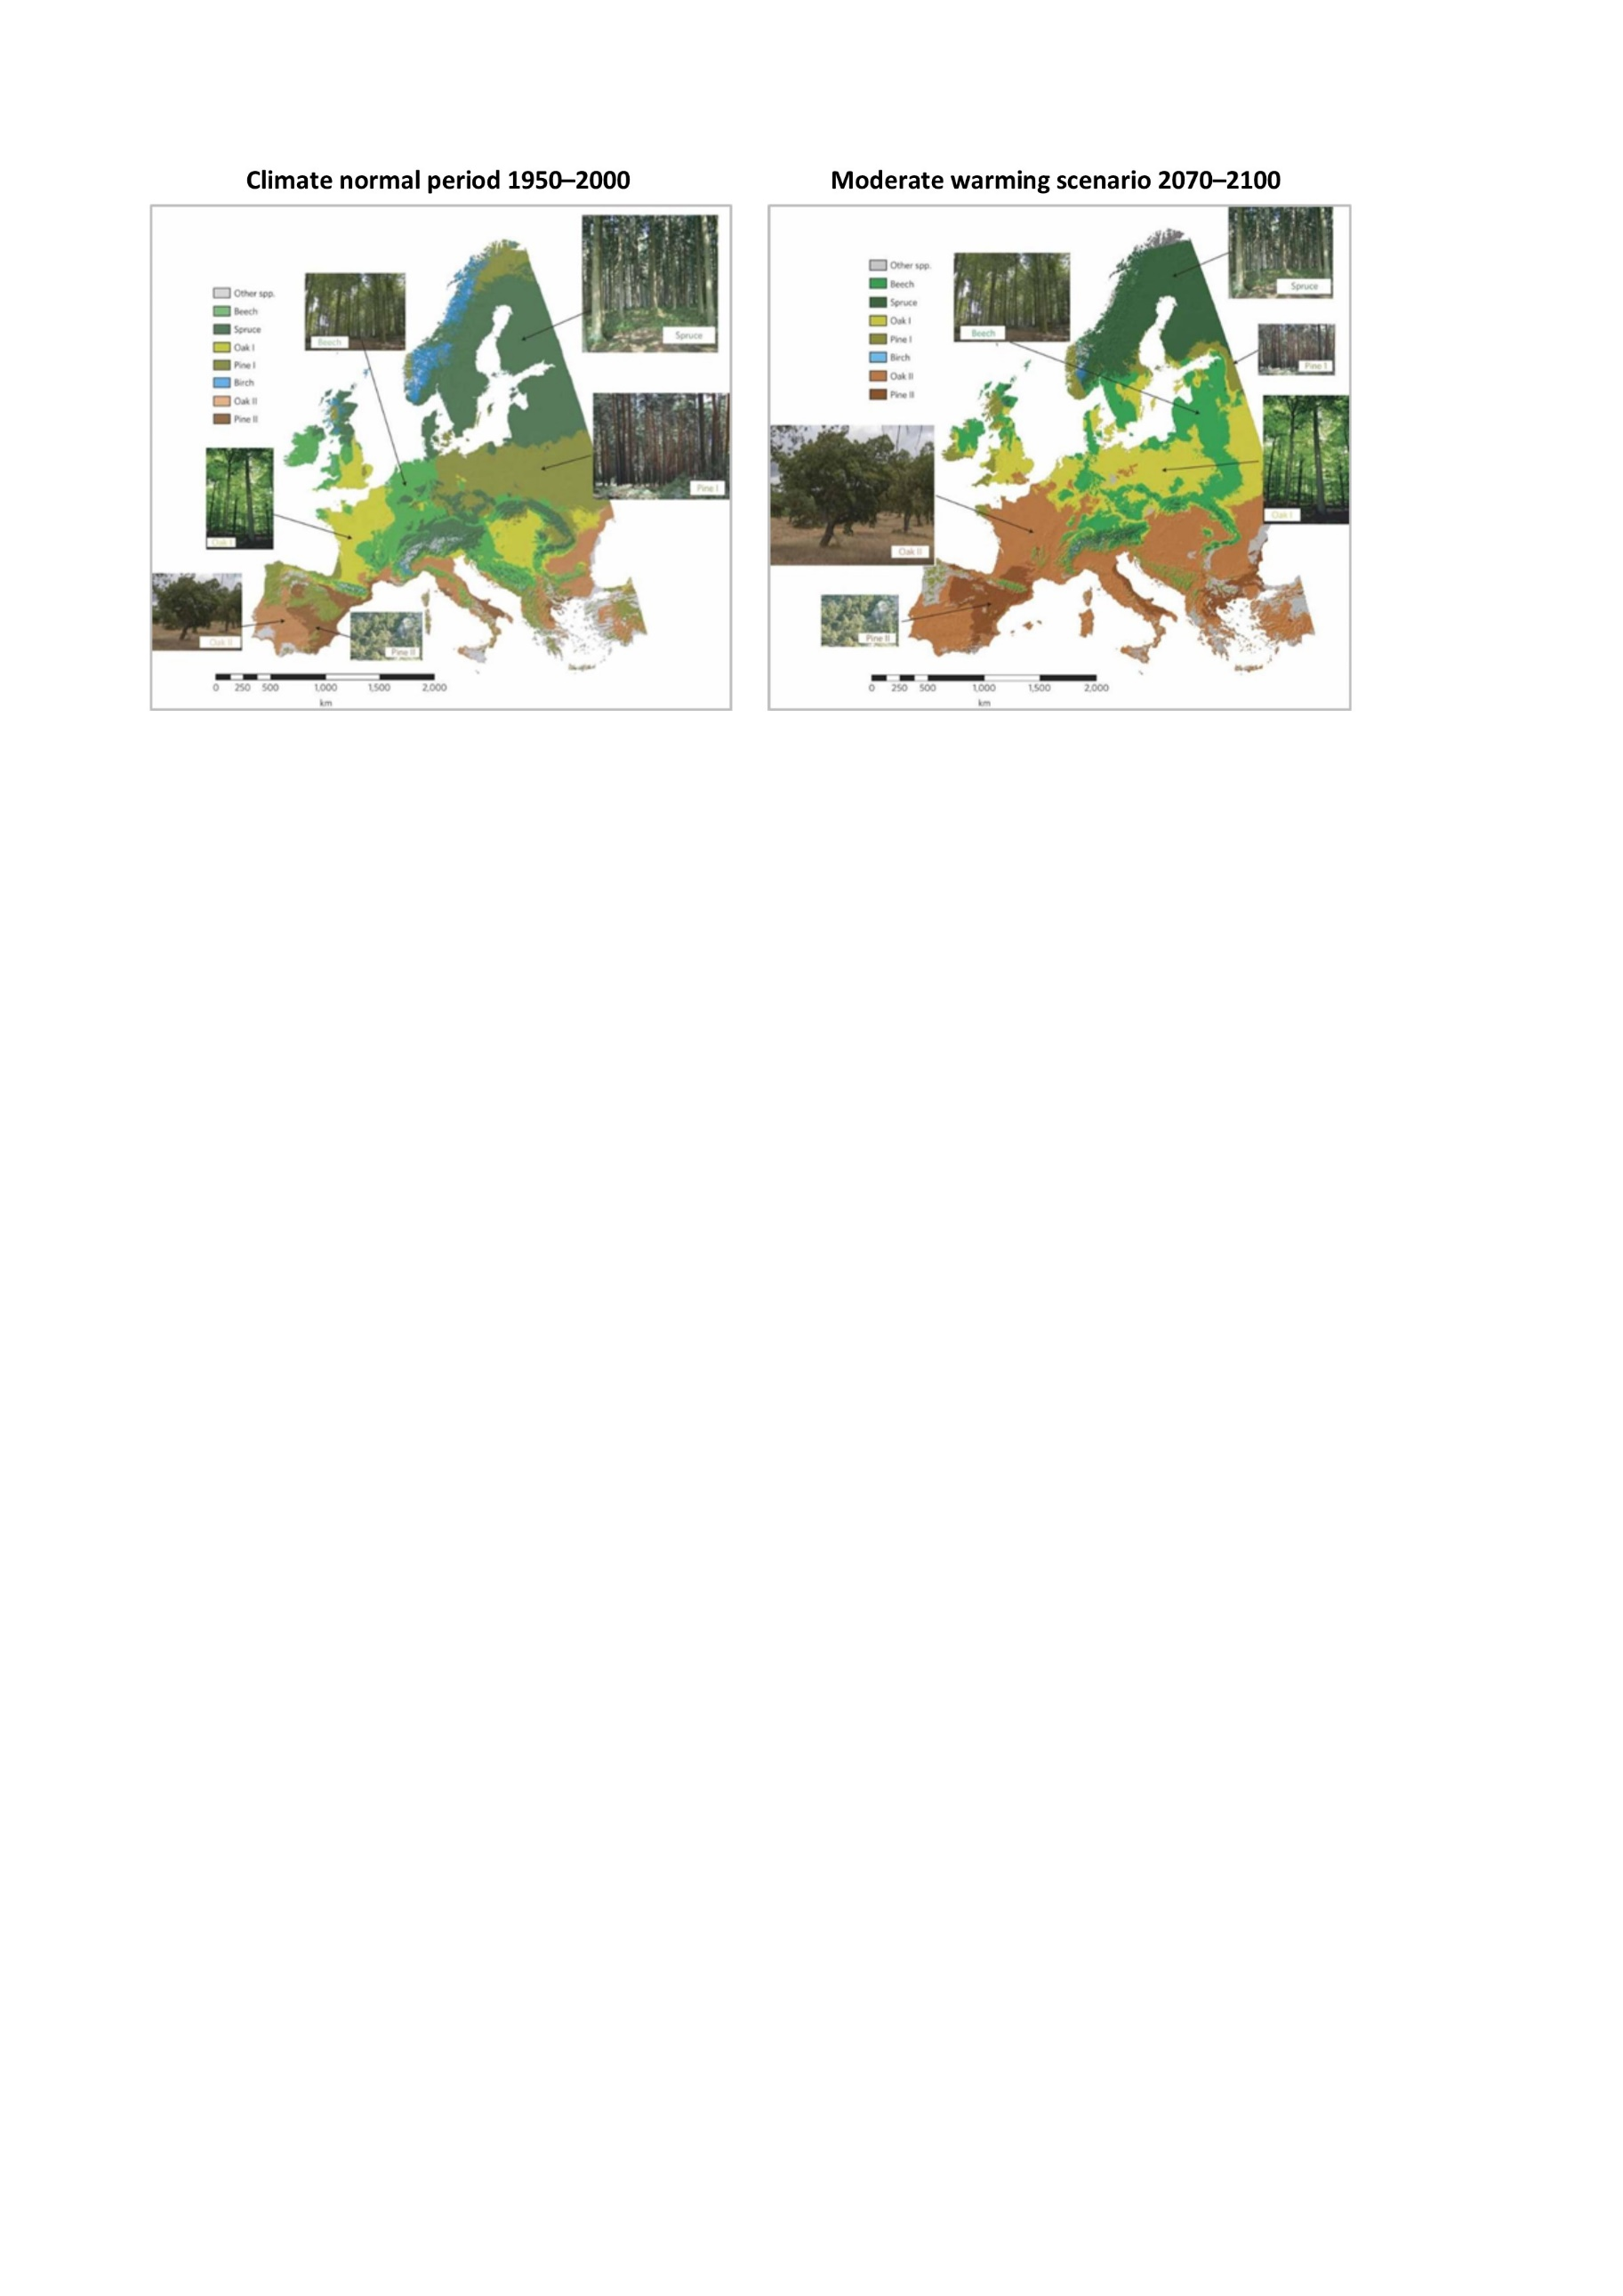 Climate normal period 1950–2000
Other spp.
Beech
Spruce
Oak I
Pine I
Birch
Oak II
Pine II
Beech
Spruce
Pine I
Oak I
Oak II
Pine II
0 250 500 1,000 1,500 2,000
km
Moderate warming scenario 2070–2100
Other spp.
Beech
Spruce
Oak I
Pine I
Birch
Oak II
Pine II
Beech
Spruce
Pine I
Oak II
Oak I
Pine II
0 250 500 1,000 1,500 2,000
km